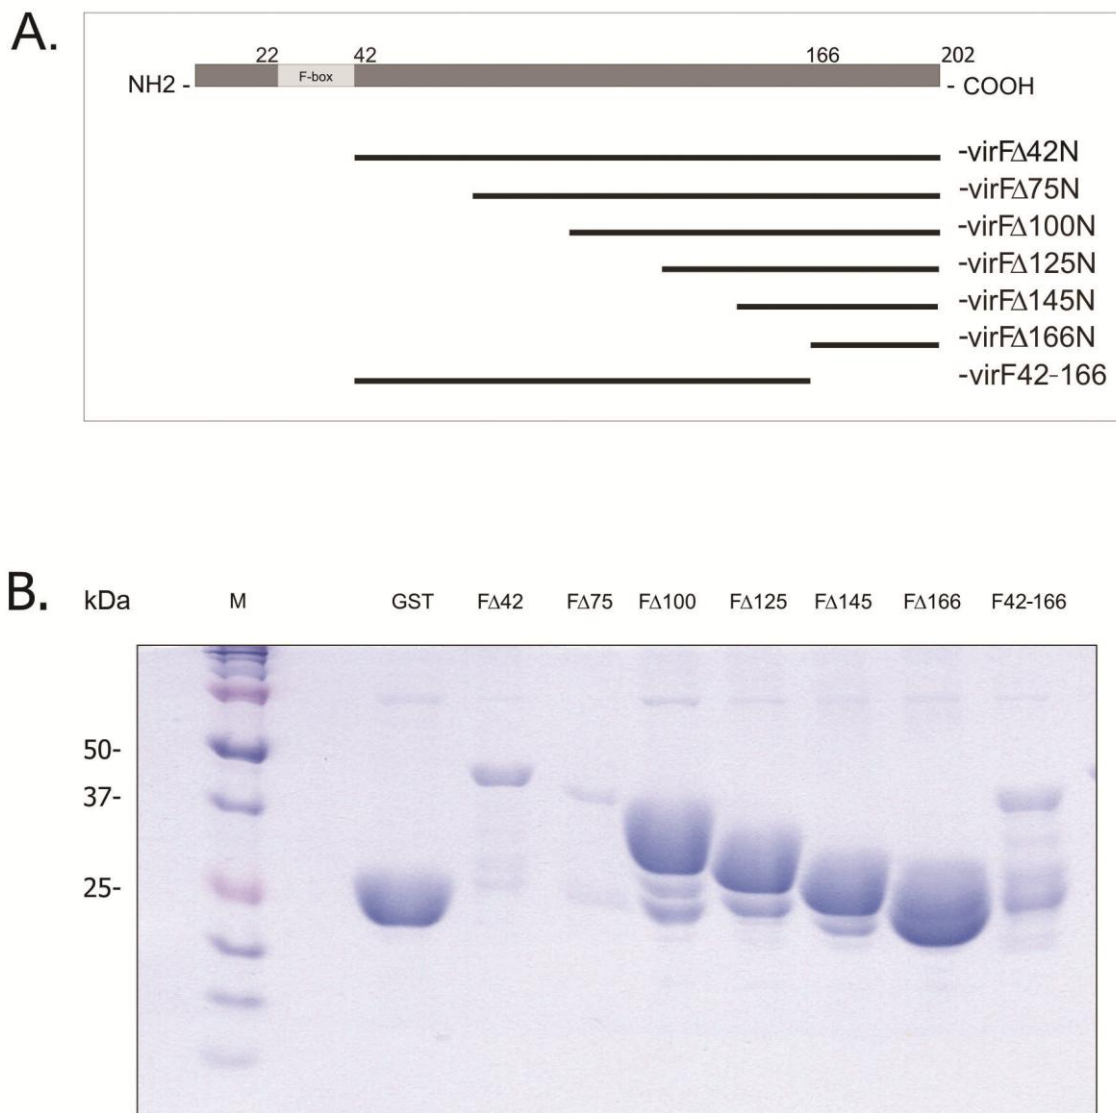 A.
22 42 166 202
NH2 - F-box - COOH
-virFΔ42N
-virFΔ75N
-virFΔ100N
-virFΔ125N
-virFΔ145N
-virFΔ166N
-virF42-166
B. kDa M GST FΔ42 FΔ75 FΔ100 FΔ125 FΔ145 FΔ166 F42-166
50-
37-
25-